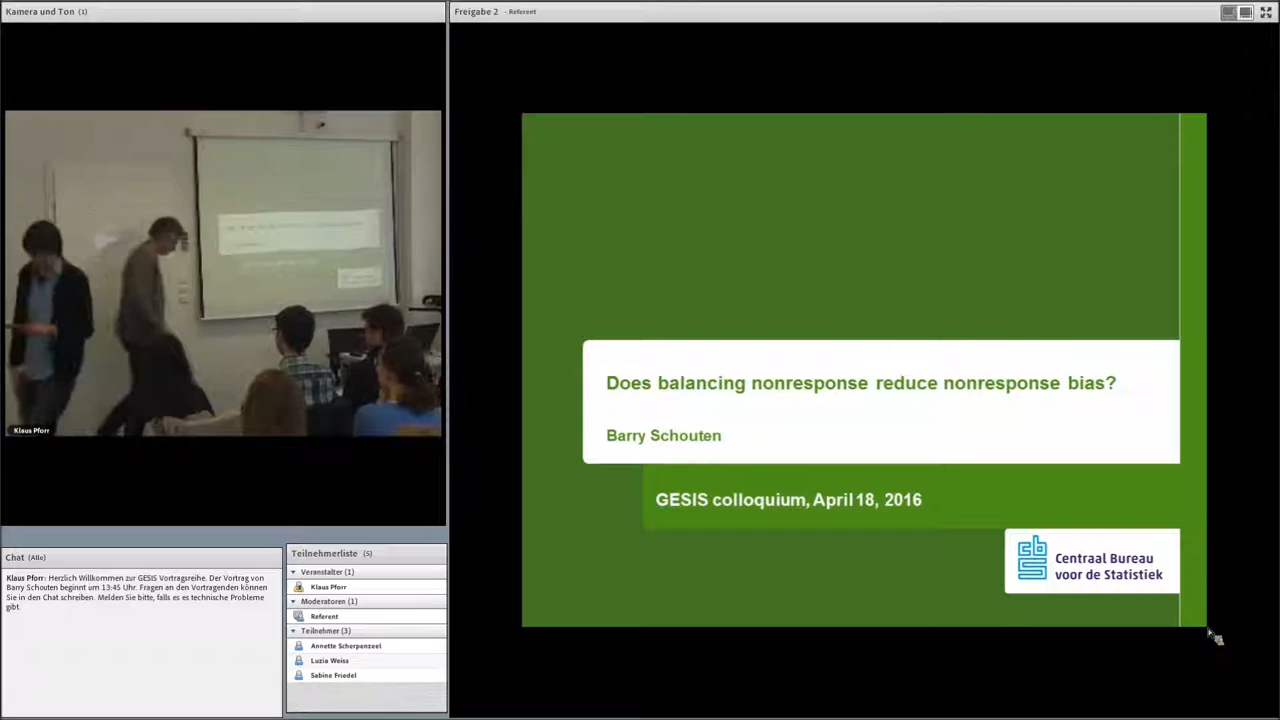 Kamera und Ton (1)
Klaus Pforr
Chat (Alle)
Klaus Pforr: Herzlich Willkommen zur GESIS Vortragsreihe. Der Vortrag von
Barry Schouten beginnt um 13:45 Uhr. Fragen an den Vortragenden können
Sie in den Chat schreiben. Melden Sie bitte, falls es es technische Probleme
gibt.
Teilnehmerliste (5)
Veranstalter (1)
Klaus Pforr
Moderatoren (1)
Referent
Teilnehmer (3)
Annette Scherpenzeel
Luzia Weiss
Sabine Friedel
Freigabe 2 - Referent
Does balancing nonresponse reduce nonresponse bias?
Barry Schouten
GESIS colloquium, April 18, 2016
Centraal Bureau
voor de Statistiek